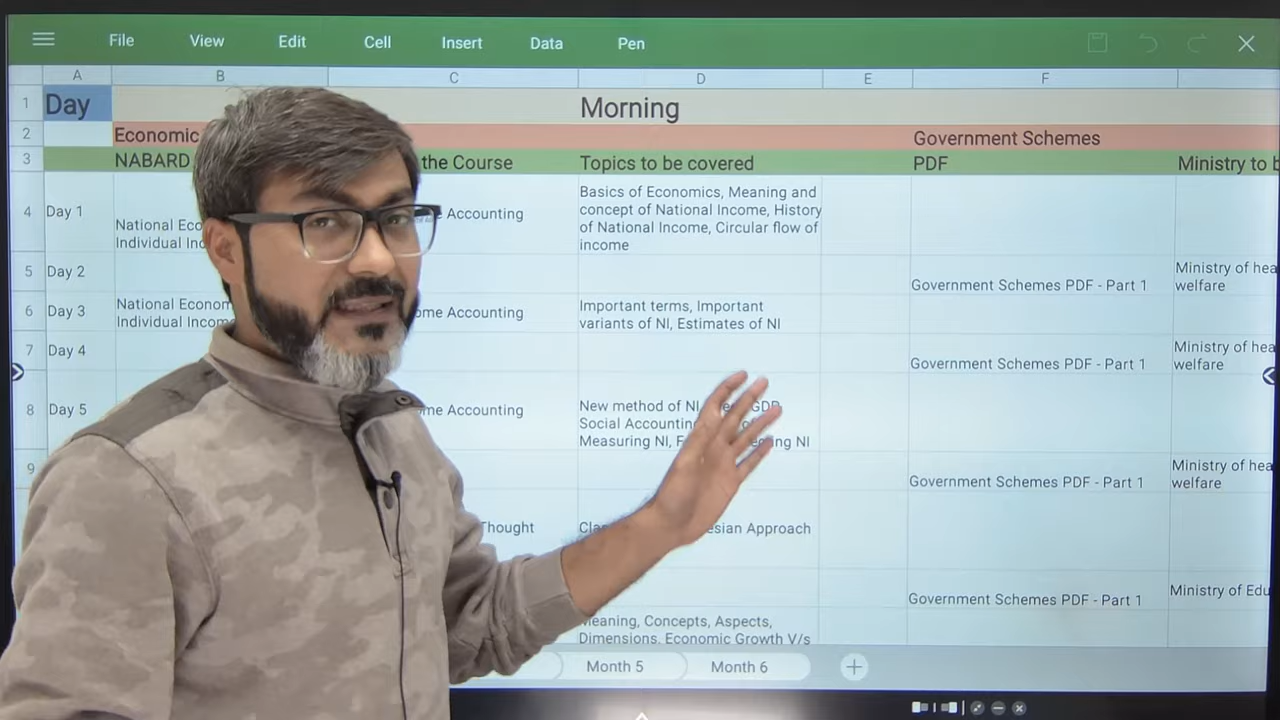 File View Edit Cell Insert Data Pen
A B C D E F
1 Day Morning
2 Economic Government Schemes
3 NABARD the Course Topics to be covered PDF Ministry to b
Basics of Economics, Meaning and
4 Day 1 Accounting concept of National Income, History
National Eco of National Income, Circular flow of
Individual Inc income
5 Day 2 Government Schemes PDF - Part 1 Ministry of hea
welfare
6 Day 3 National Econom ome Accounting Important terms, Important
Individual Incom variants of NI, Estimates of NI
7 Day 4 Government Schemes PDF - Part 1 Ministry of hea
welfare
New method of NI GDP
8 Day 5 me Accounting Social Accounting
Measuring NI, NI
9 Government Schemes PDF - Part 1 Ministry of hea
welfare
Thought Cla esian Approach
Government Schemes PDF - Part 1 Ministry of Edu
Meaning, Concepts, Aspects,
Dimensions, Economic Growth V/s
Month 5 Month 6